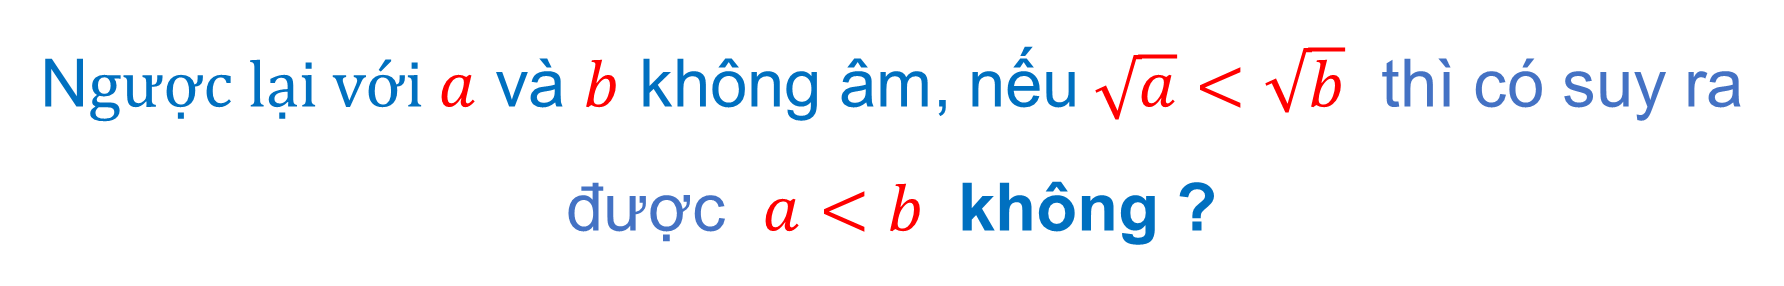 Ngược lại với a và b không âm, nếu √a < √b thì có suy ra
được a < b không ?